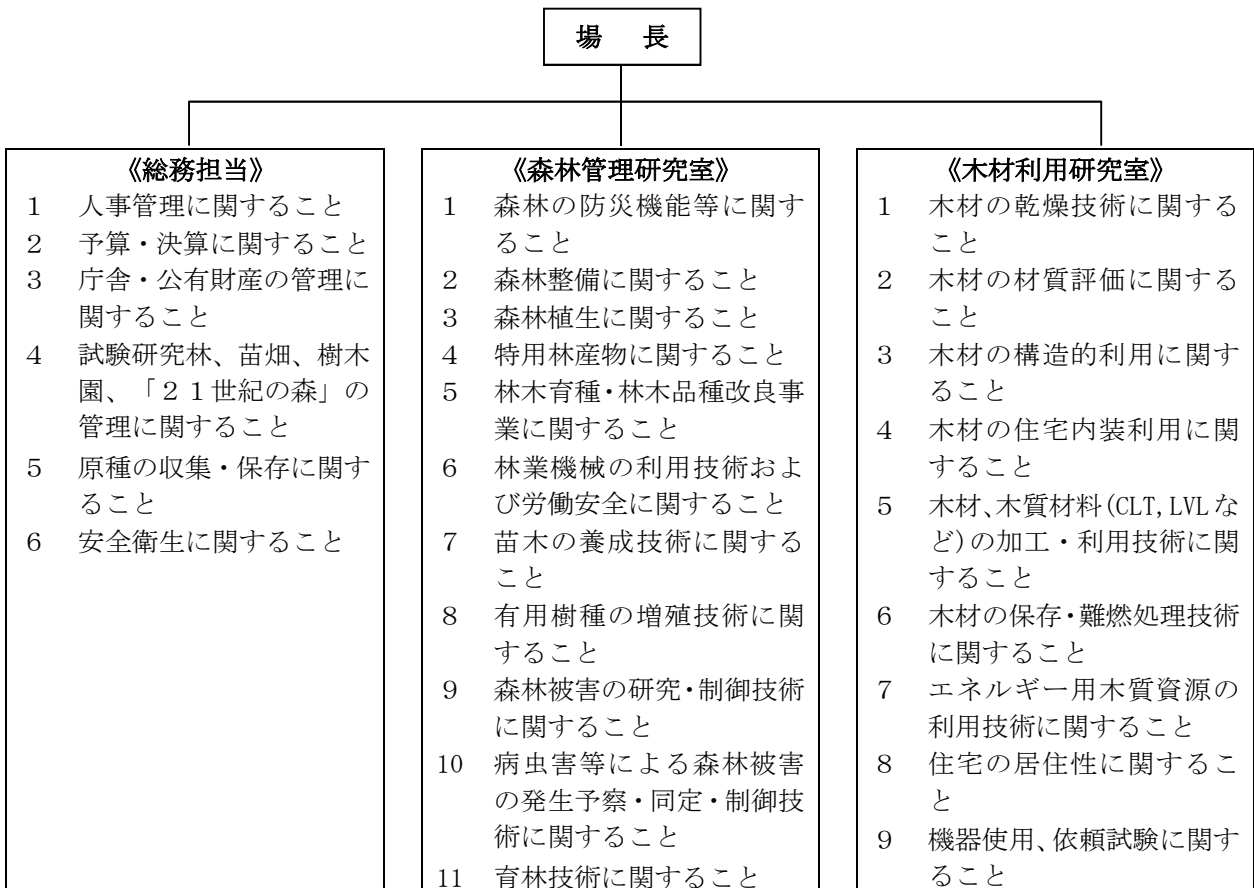 場　長
《総務担当》
1　人事管理に関すること
2　予算・決算に関すること
3　庁舎・公有財産の管理に
関すること
4　試験研究林、苗畑、樹木
園、「21世紀の森」の
管理に関すること
5　原種の収集・保存に関す
ること
6　安全衛生に関すること
《森林管理研究室》
1　森林の防災機能等に関す
ること
2　森林整備に関すること
3　森林植生に関すること
4　特用林産物に関すること
5　林木育種・林木品種改良事
業に関すること
6　林業機械の利用技術およ
び労働安全に関すること
7　苗木の養成技術に関する
こと
8　有用樹種の増殖技術に関
すること
9　森林被害の研究・制御技術
に関すること
10　病虫害等による森林被害
の発生予察・同定・制御技
術に関すること
11　育林技術に関すること
《木材利用研究室》
1　木材の乾燥技術に関する
こと
2　木材の材質評価に関する
こと
3　木材の構造的利用に関す
ること
4　木材の住宅内装利用に関
すること
5　木材、木質材料(CLT,LVLな
ど)の加工・利用技術に関
すること
6　木材の保存・難燃処理技術
に関すること
7　エネルギー用木質資源の
利用技術に関すること
8　住宅の居住性に関するこ
と
9　機器使用、依頼試験に関す
ること